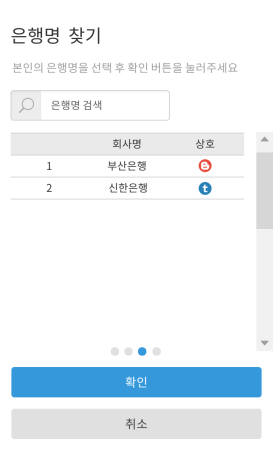 은행명 찾기
본인의 은행명을 선택 후 확인 버튼을 눌러주세요
은행명 검색
회사명 상호
1 부산은행
2 신한은행
확인
취소